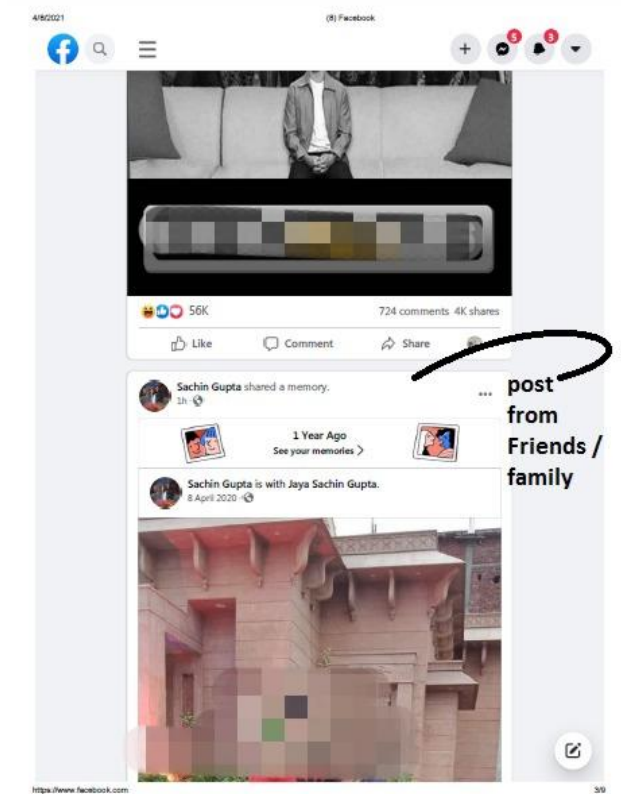 4/8/2021
(8) Facebook
5
3
56K
724 comments 4K shares
Like
Comment
Share
Sachin Gupta shared a memory.
1h
1 Year Ago
See your memories >
Sachin Gupta is with Jaya Sachin Gupta.
8 April 2020
post
from
Friends /
family
https://www.facebook.com
3/9